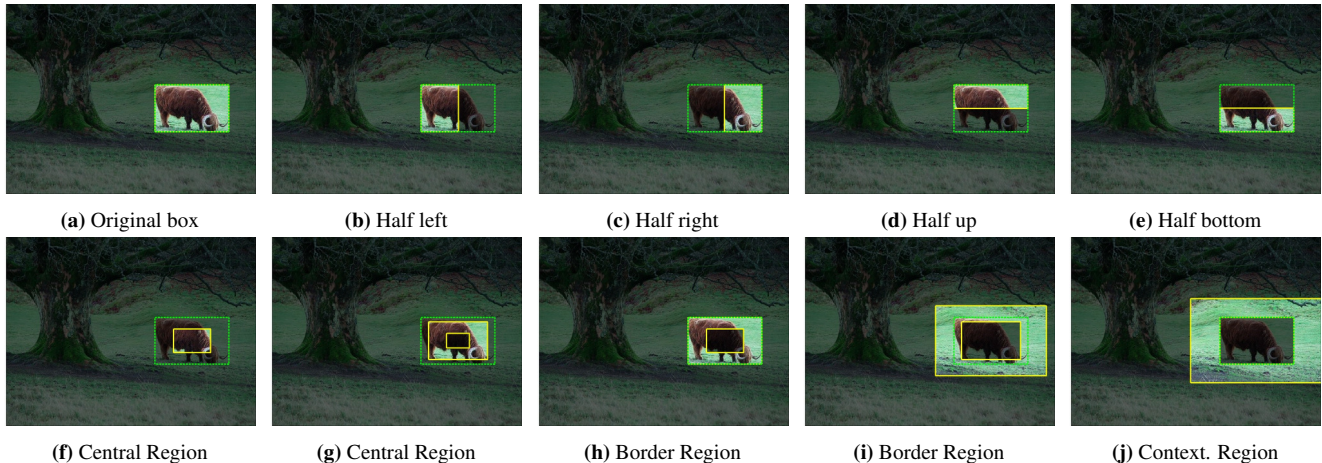 (a) Original box
(b) Half left
(c) Half right
(d) Half up
(e) Half bottom
(f) Central Region
(g) Central Region
(h) Border Region
(i) Border Region
(j) Context. Region